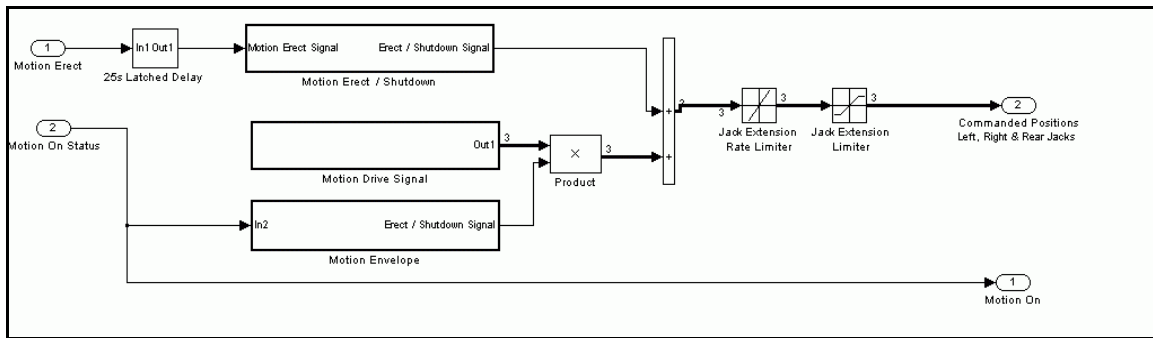 1
Motion Erect
In1 Out1
25s Latched Delay
Motion Erect Signal
Erect / Shutdown Signal
Motion Erect / Shutdown
2
Motion On Status
Out1
3
Motion Drive Signal
In2
Erect / Shutdown Signal
Motion Envelope
×
Product
3
+
+
3
3
Jack Extension
Rate Limiter
3
Jack Extension
Limiter
3
2
Commanded Positions
Left, Right & Rear Jacks
1
Motion On